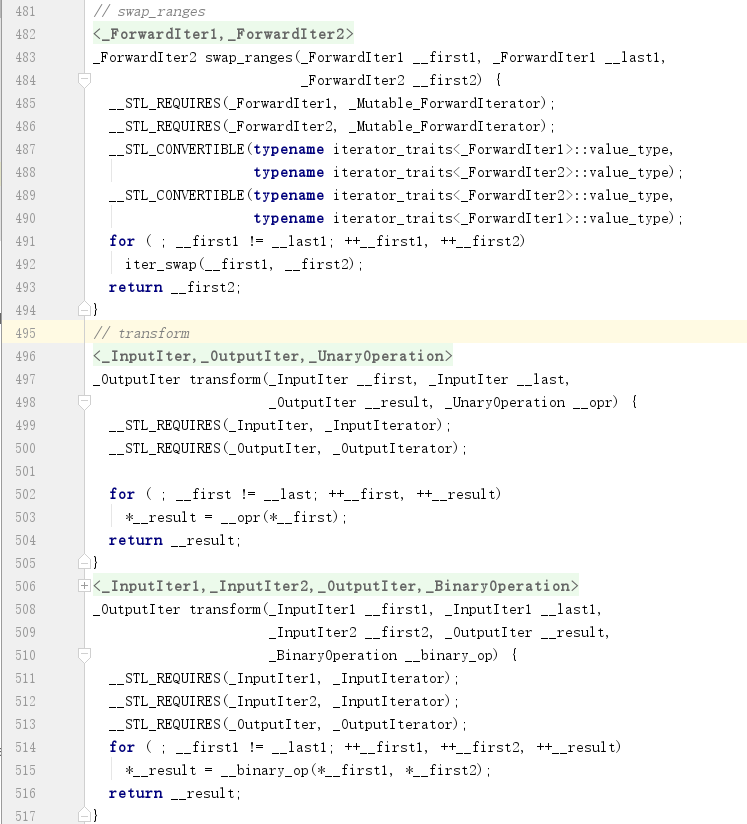 481 // swap_ranges
482 <_ForwardIter1,_ForwardIter2>
483 _ForwardIter2 swap_ranges(_ForwardIter1 __first1, _ForwardIter1 __last1,
484                           _ForwardIter2 __first2) {
485   __STL_REQUIRES(_ForwardIter1, _Mutable_ForwardIterator);
486   __STL_REQUIRES(_ForwardIter2, _Mutable_ForwardIterator);
487   __STL_CONVERTIBLE(typename iterator_traits<_ForwardIter1>::value_type,
488                     typename iterator_traits<_ForwardIter2>::value_type);
489   __STL_CONVERTIBLE(typename iterator_traits<_ForwardIter2>::value_type,
490                     typename iterator_traits<_ForwardIter1>::value_type);
491   for ( ; __first1 != __last1; ++__first1, ++__first2)
492     iter_swap(__first1, __first2);
493   return __first2;
494 }
495 // transform
496 <_InputIter,_OutputIter,_UnaryOperation>
497 _OutputIter transform(_InputIter __first, _InputIter __last,
498                       _OutputIter __result, _UnaryOperation __opr) {
499   __STL_REQUIRES(_InputIter, _InputIterator);
500   __STL_REQUIRES(_OutputIter, _OutputIterator);
501
502   for ( ; __first != __last; ++__first, ++__result)
503     *__result = __opr(*__first);
504   return __result;
505 }
506 <_InputIter1,_InputIter2,_OutputIter,_BinaryOperation>
508 _OutputIter transform(_InputIter1 __first1, _InputIter1 __last1,
509                       _InputIter2 __first2, _OutputIter __result,
510                       _BinaryOperation __binary_op) {
511   __STL_REQUIRES(_InputIter1, _InputIterator);
512   __STL_REQUIRES(_InputIter2, _InputIterator);
513   __STL_REQUIRES(_OutputIter, _OutputIterator);
514   for ( ; __first1 != __last1; ++__first1, ++__first2, ++__result)
515     *__result = __binary_op(*__first1, *__first2);
516   return __result;
517 }